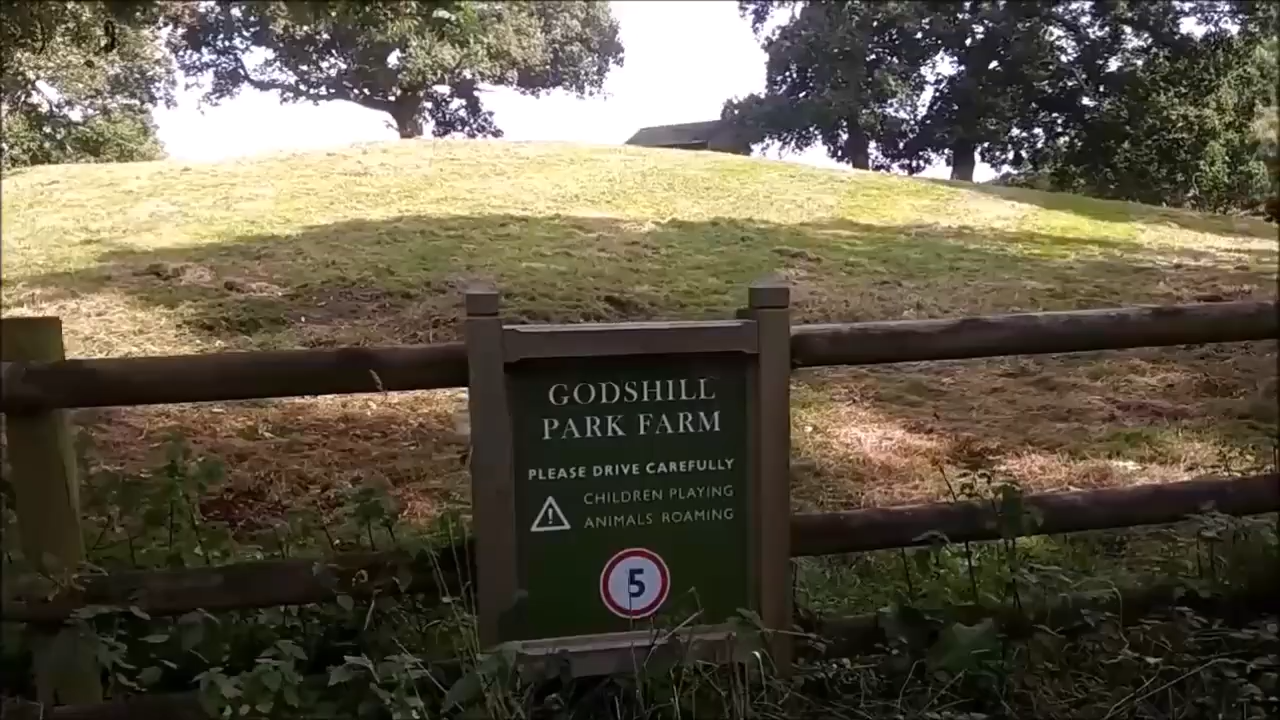 GODSHILL
PARK FARM
PLEASE DRIVE CAREFULLY
CHILDREN PLAYING
ANIMALS ROAMING
5